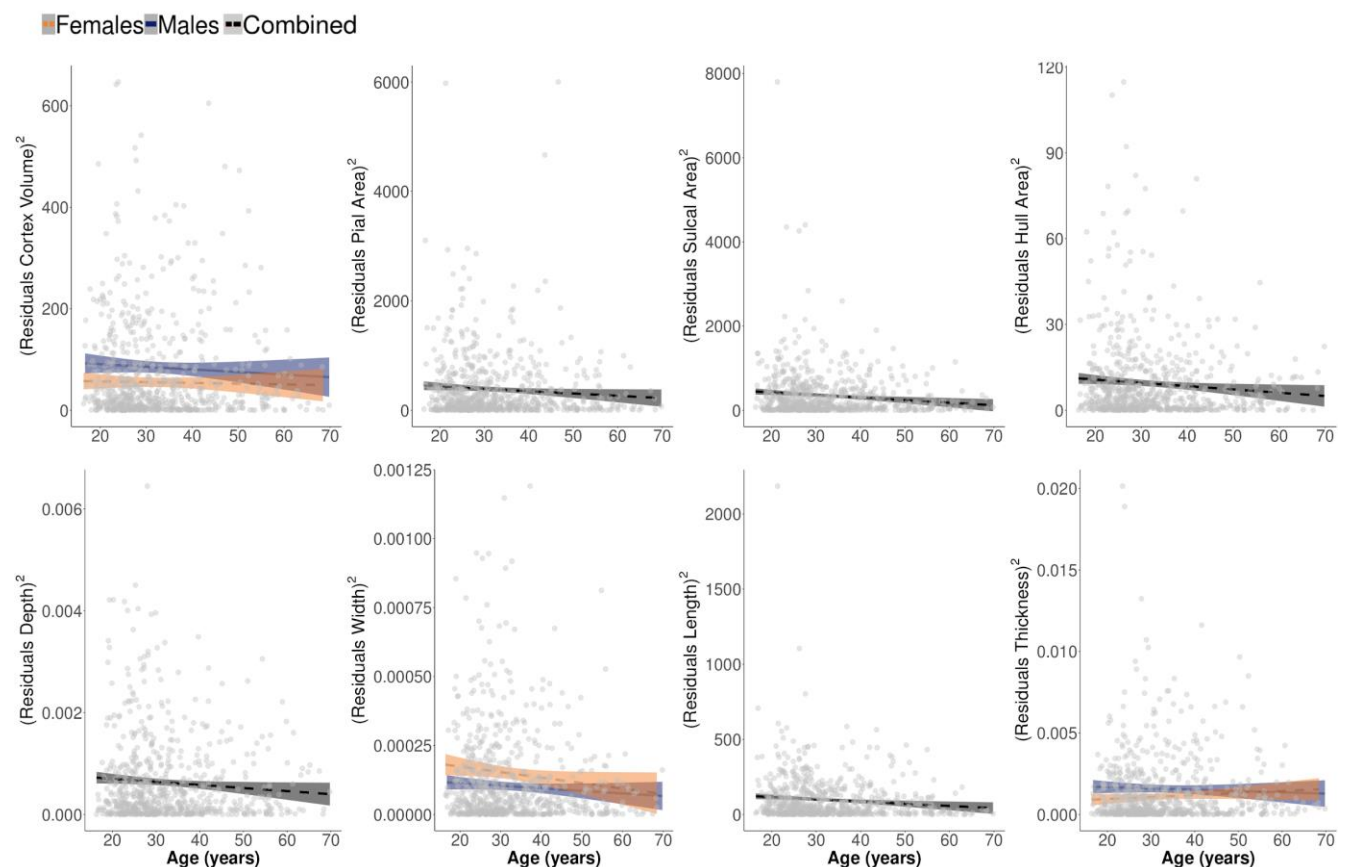 Females Males Combined
(Residuals Cortex Volume)²
600
400
200
0
20 30 40 50 60 70
(Residuals Pial Area)²
6000
4000
2000
0
20 30 40 50 60 70
(Residuals Sulcal Area)²
8000
6000
4000
2000
0
20 30 40 50 60 70
(Residuals Hull Area)²
120
90
60
30
0
20 30 40 50 60 70
(Residuals Depth)²
0.006
0.004
0.002
0.000
20 30 40 50 60 70
Age (years)
(Residuals Width)²
0.00125
0.00100
0.00075
0.00050
0.00025
0.00000
20 30 40 50 60 70
Age (years)
(Residuals Length)²
2000
1500
1000
500
0
20 30 40 50 60 70
Age (years)
(Residuals Thickness)²
0.020
0.015
0.010
0.005
0.000
20 30 40 50 60 70
Age (years)